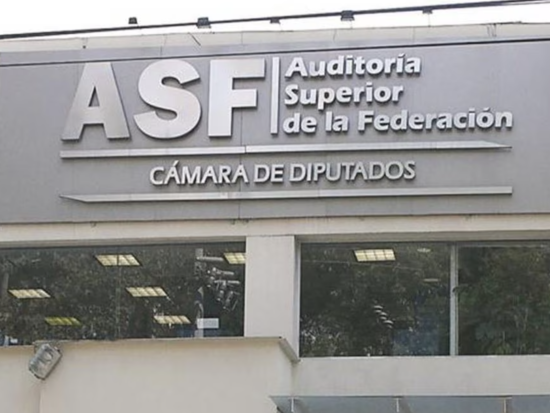 ASF
Auditoría
Superior
de la Federación
CÁMARA DE DIPUTADOS